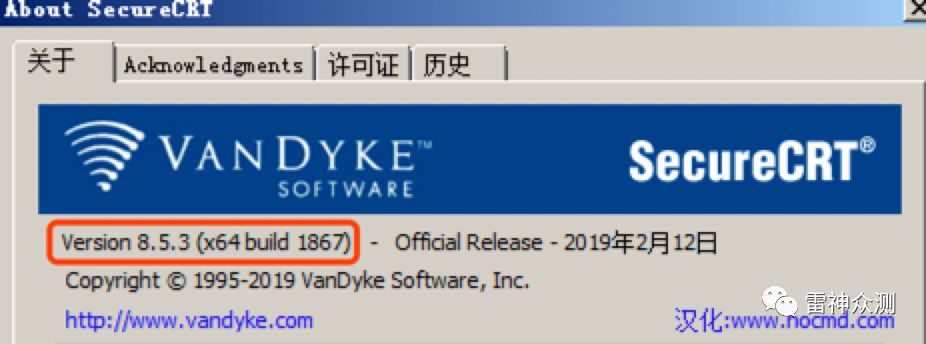 About SecureCRT
关于 Acknowledgments 许可证 历史
VANDYKE™ SecureCRT®
SOFTWARE
Version 8.5.3 (x64 build 1867) - Official Release - 2019年2月12日
Copyright © 1995-2019 VanDyke Software, Inc.
http://www.vandyke.com 汉化:www.nocmd.com
雷神众测